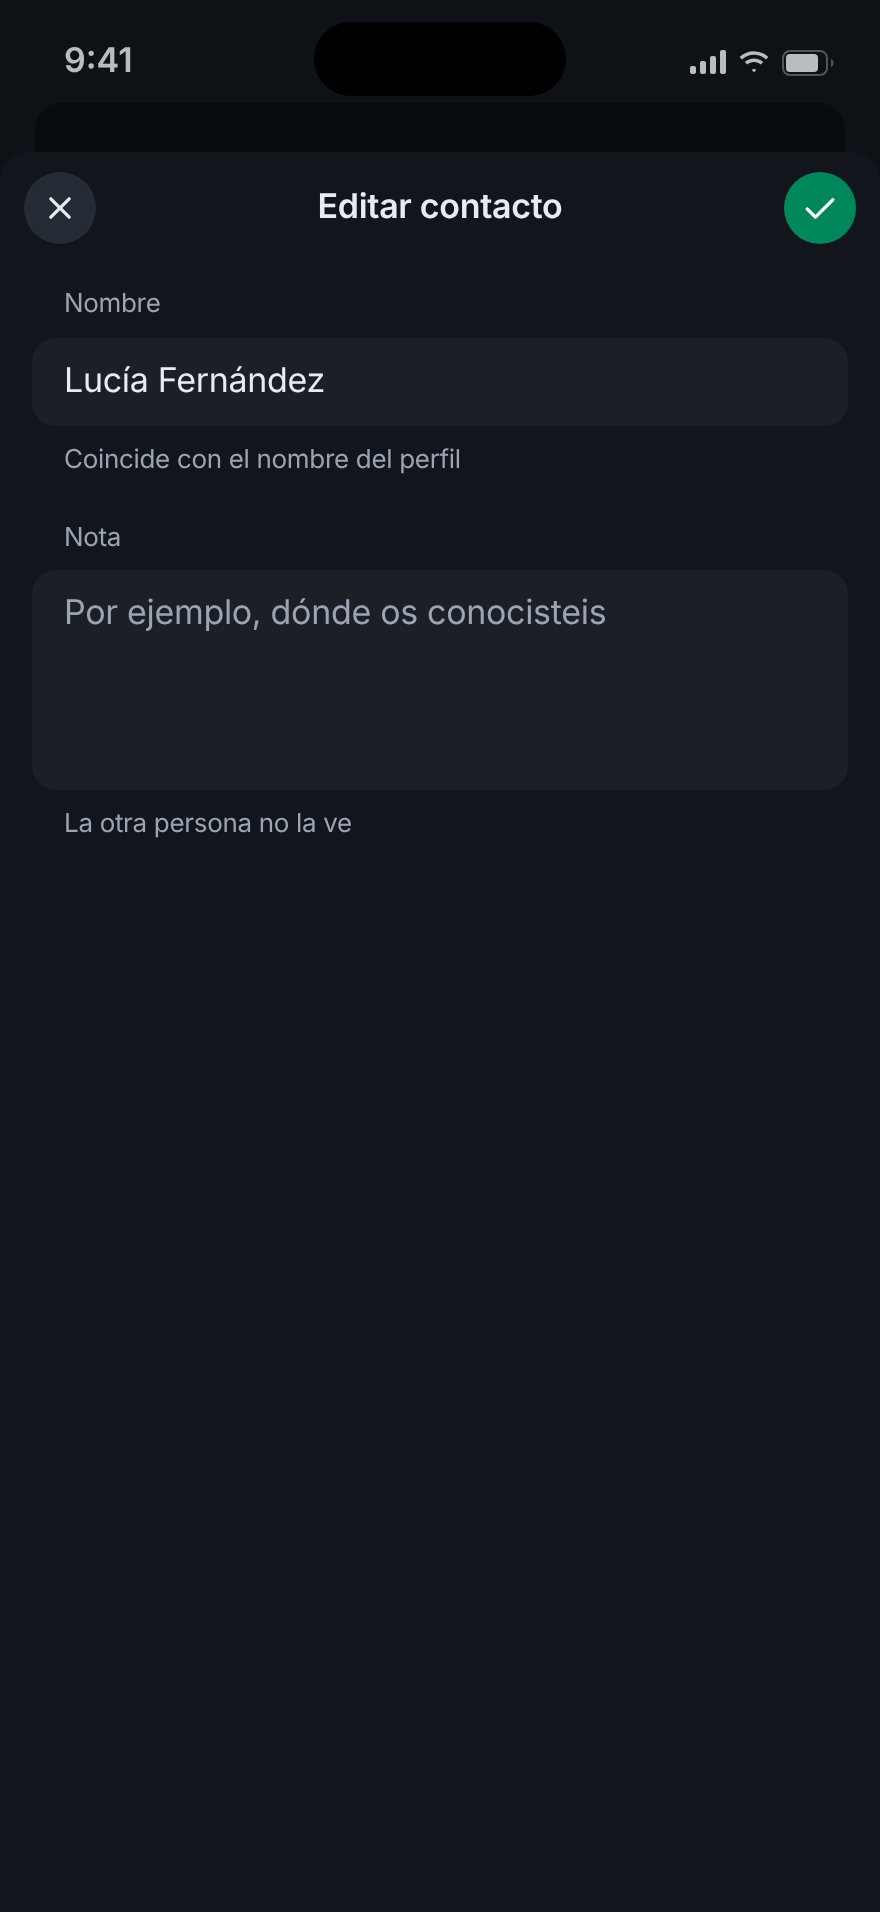 9:41
Editar contacto
Nombre
Lucía Fernández
Coincide con el nombre del perfil
Nota
Por ejemplo, dónde os conocisteis
La otra persona no la ve